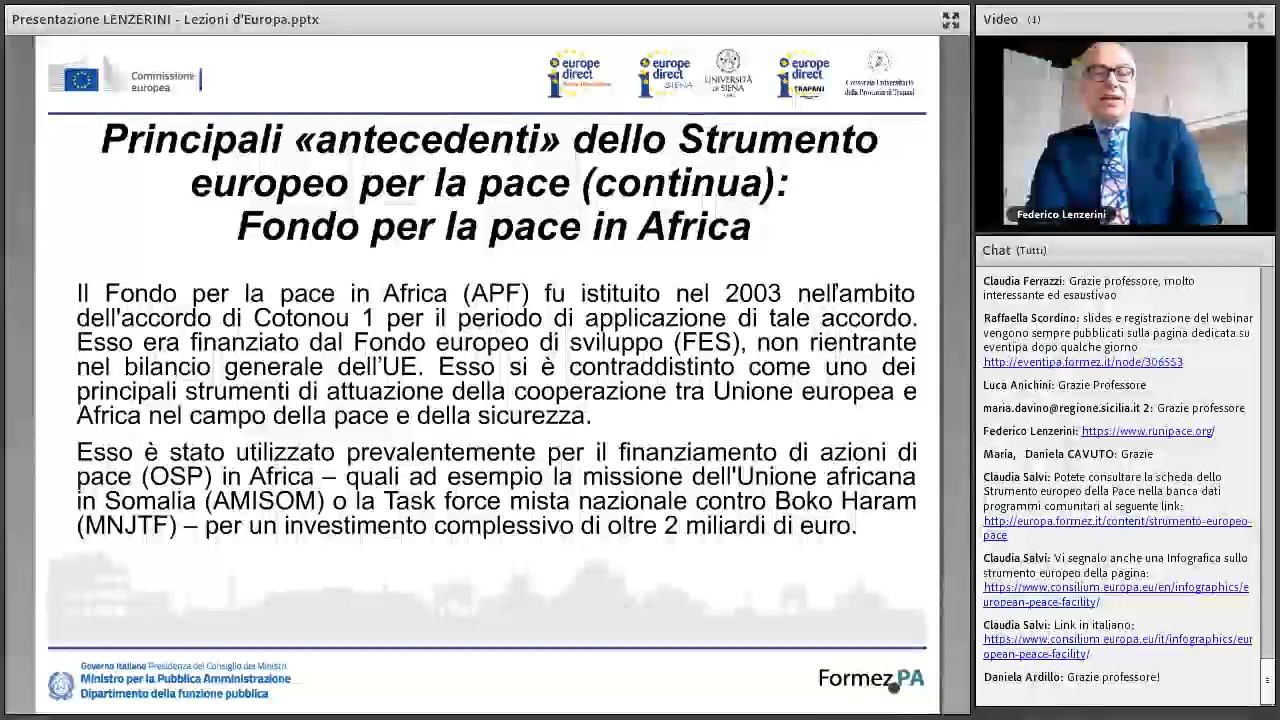 Presentazione LENZERINI - Lezioni d'Europa.pptx
Commissione
europea
europe
direct
europe
direct
SIENA
UNIVERSITÀ
DI SIENA
europe
direct
TRAPANI
Consorzio Universitario
della Provincia di Trapani
Principali «antecedenti» dello Strumento
europeo per la pace (continua):
Fondo per la pace in Africa
Il Fondo per la pace in Africa (APF) fu istituito nel 2003 nell'ambito
dell'accordo di Cotonou 1 per il periodo di applicazione di tale accordo.
Esso era finanziato dal Fondo europeo di sviluppo (FES), non rientrante
nel bilancio generale dell'UE. Esso si è contraddistinto come uno dei
principali strumenti di attuazione della cooperazione tra Unione europea e
Africa nel campo della pace e della sicurezza.
Esso è stato utilizzato prevalentemente per il finanziamento di azioni di
pace (OSP) in Africa – quali ad esempio la missione dell'Unione africana
in Somalia (AMISOM) o la Task force mista nazionale contro Boko Haram
(MNJTF) – per un investimento complessivo di oltre 2 miliardi di euro.
Governo Italiano Presidenza del Consiglio dei Ministri
Ministro per la Pubblica Amministrazione
Dipartimento della funzione pubblica
Formez PA
Video (1)
Federico Lenzerini
Chat (Tutti)
Claudia Ferrazzi: Grazie professore, molto
interessante ed esaustivao
Raffaella Scordino: slides e registrazione del webinar
vengono sempre pubblicati sulla pagina dedicata su
eventipa dopo qualche giorno
http://eventipa.formez.it/node/306553
Luca Anichini: Grazie Professore
maria.davino@regione.sicilia.it 2: Grazie professore
Federico Lenzerini: https://www.runipace.org/
Maria, Daniela CAVUTO: Grazie
Claudia Salvi: Potete consultare la scheda dello
Strumento europeo della Pace nella banca dati
programmi comunitari al seguente link:
http://europa.formez.it/content/strumento-europeo-
pace
Claudia Salvi: Vi segnalo anche una Infografica sullo
strumento europeo della pagina:
https://www.consilium.europa.eu/en/infographics/e
uropean-peace-facility/
Claudia Salvi: Link in italiano:
https://www.consilium.europa.eu/it/infographics/eur
opean-peace-facility/
Daniela Ardillo: Grazie professore!